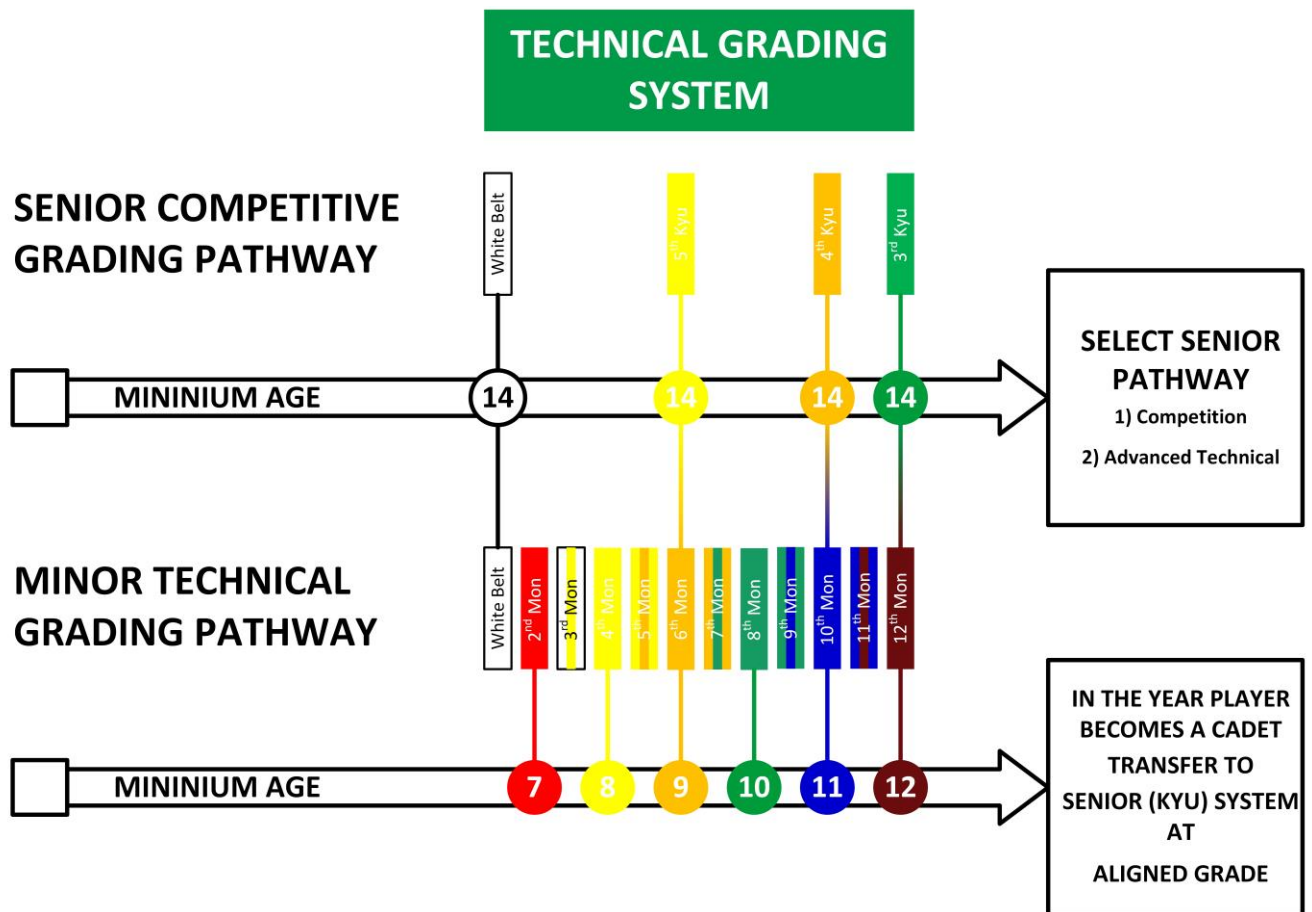 TECHNICAL GRADING
SYSTEM
SENIOR COMPETITIVE
GRADING PATHWAY
White Belt
5th Kyu
4th Kyu
3rd Kyu
MININIUM AGE
14
14
14
14
SELECT SENIOR
PATHWAY
1) Competition
2) Advanced Technical
MINOR TECHNICAL
GRADING PATHWAY
White Belt
2nd Mon
3rd Mon
4th Mon
5th Mon
6th Mon
7th Mon
8th Mon
9th Mon
10th Mon
11th Mon
12th Mon
MININIUM AGE
7
8
9
10
11
12
IN THE YEAR PLAYER
BECOMES A CADET
TRANSFER TO
SENIOR (KYU) SYSTEM
AT
ALIGNED GRADE